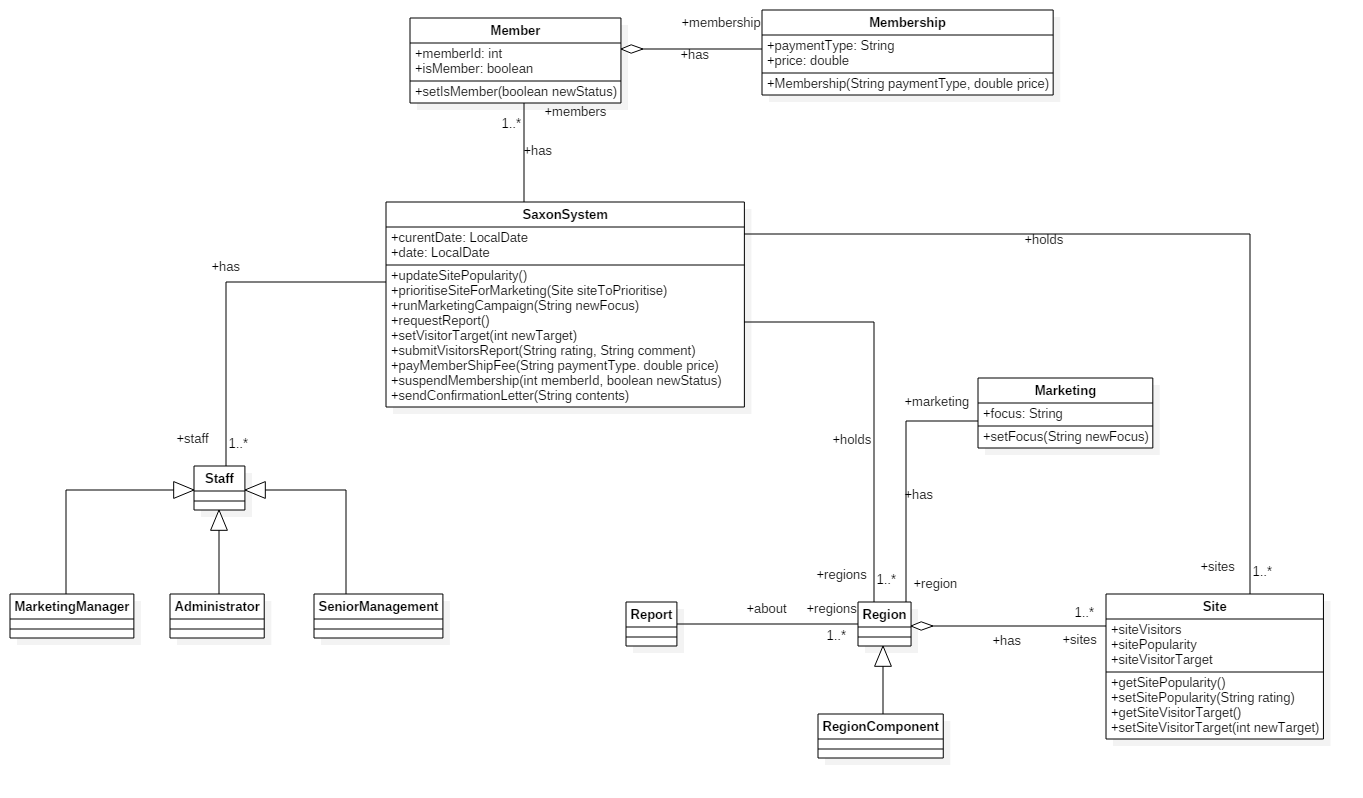 Member
+memberId: int
+isMember: boolean
+setIsMember(boolean newStatus)
+membership
+has
Membership
+paymentType: String
+price: double
+Membership(String paymentType, double price)
+members
1..*
+has
SaxonSystem
+curentDate: LocalDate
+date: LocalDate
+updateSitePopularity()
+prioritiseSiteForMarketing(Site siteToPrioritise)
+runMarketingCampaign(String newFocus)
+requestReport()
+setVisitorTarget(int newTarget)
+submitVisitorsReport(String rating, String comment)
+payMemberShipFee(String paymentType. double price)
+suspendMembership(int memberId, boolean newStatus)
+sendConfirmationLetter(String contents)
+holds
+has
+staff
1..*
Staff
MarketingManager
Administrator
SeniorManagement
+holds
+marketing
Marketing
+focus: String
+setFocus(String newFocus)
+has
+regions
1..*
+region
+sites
1..*
Report
+about
+regions
1..*
Region
1..*
+has
+sites
Site
+siteVisitors
+sitePopularity
+siteVisitorTarget
+getSitePopularity()
+setSitePopularity(String rating)
+getSiteVisitorTarget()
+setSiteVisitorTarget(int newTarget)
RegionComponent